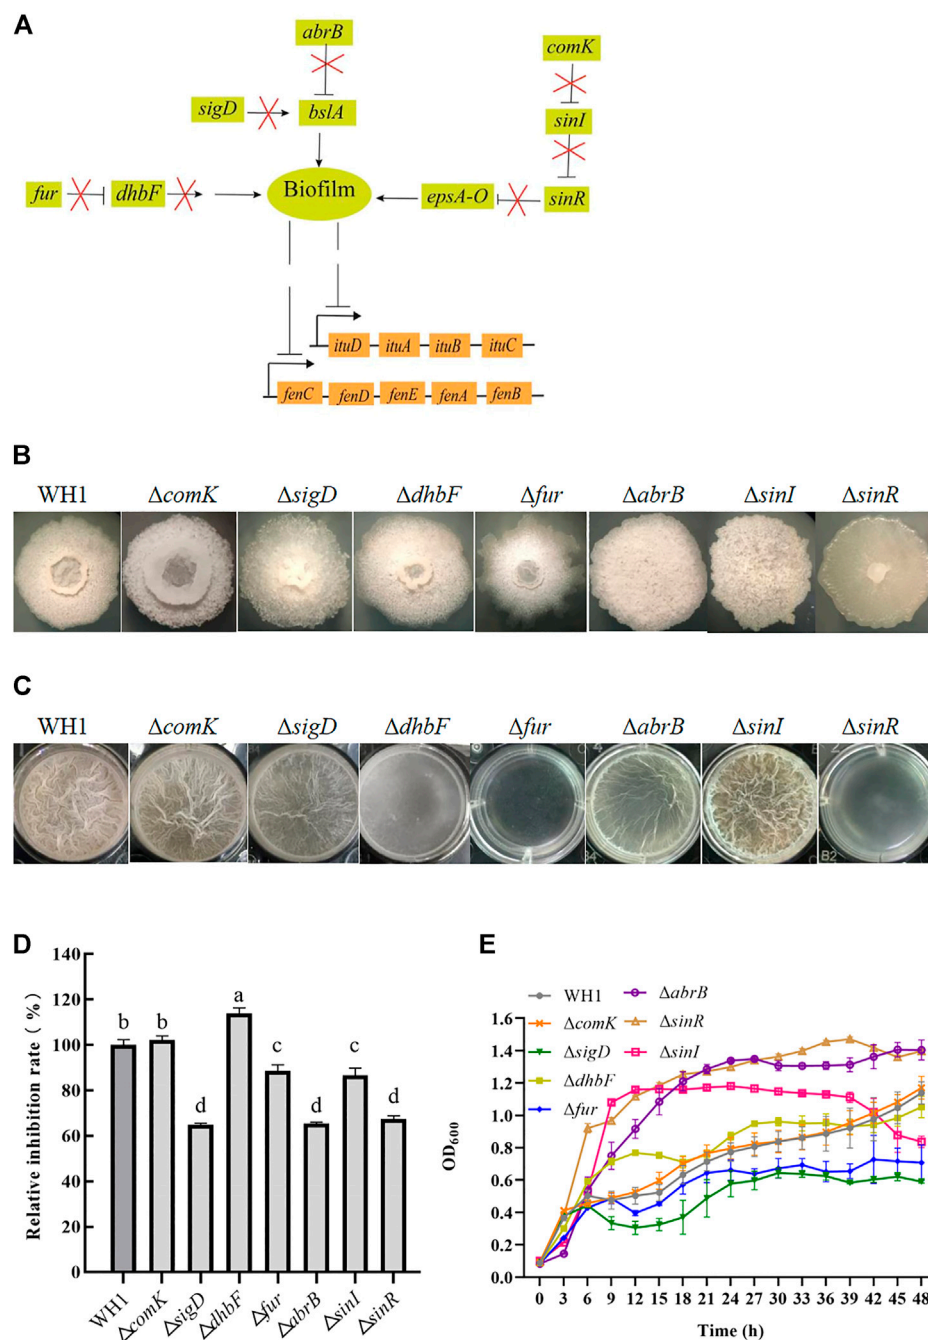 A
abrB
comK
sigD
bslA
sinI
fur
dhbF
Biofilm
epsA-O
sinR
ituD ituA ituB ituC
fenC fenD fenE fenA fenB
B
WH1 ΔcomK ΔsigD ΔdhbF Δfur ΔabrB ΔsinI ΔsinR
C
WH1 ΔcomK ΔsigD ΔdhbF Δfur ΔabrB ΔsinI ΔsinR
B2
D
Relative inhibition rate ( %)
140
120
100
80
60
40
20
0
b b d a c d c d
WH1 ΔcomK ΔsigD ΔdhbF Δfur ΔabrB ΔsinI ΔsinR
E
WH1 ΔabrB
ΔcomK ΔsinR
ΔsigD ΔsinI
ΔdhbF
Δfur
OD600
1.6
1.4
1.2
1.0
0.8
0.6
0.4
0.2
0.0
0 3 6 9 12 15 18 21 24 27 30 33 36 39 42 45 48
Time (h)